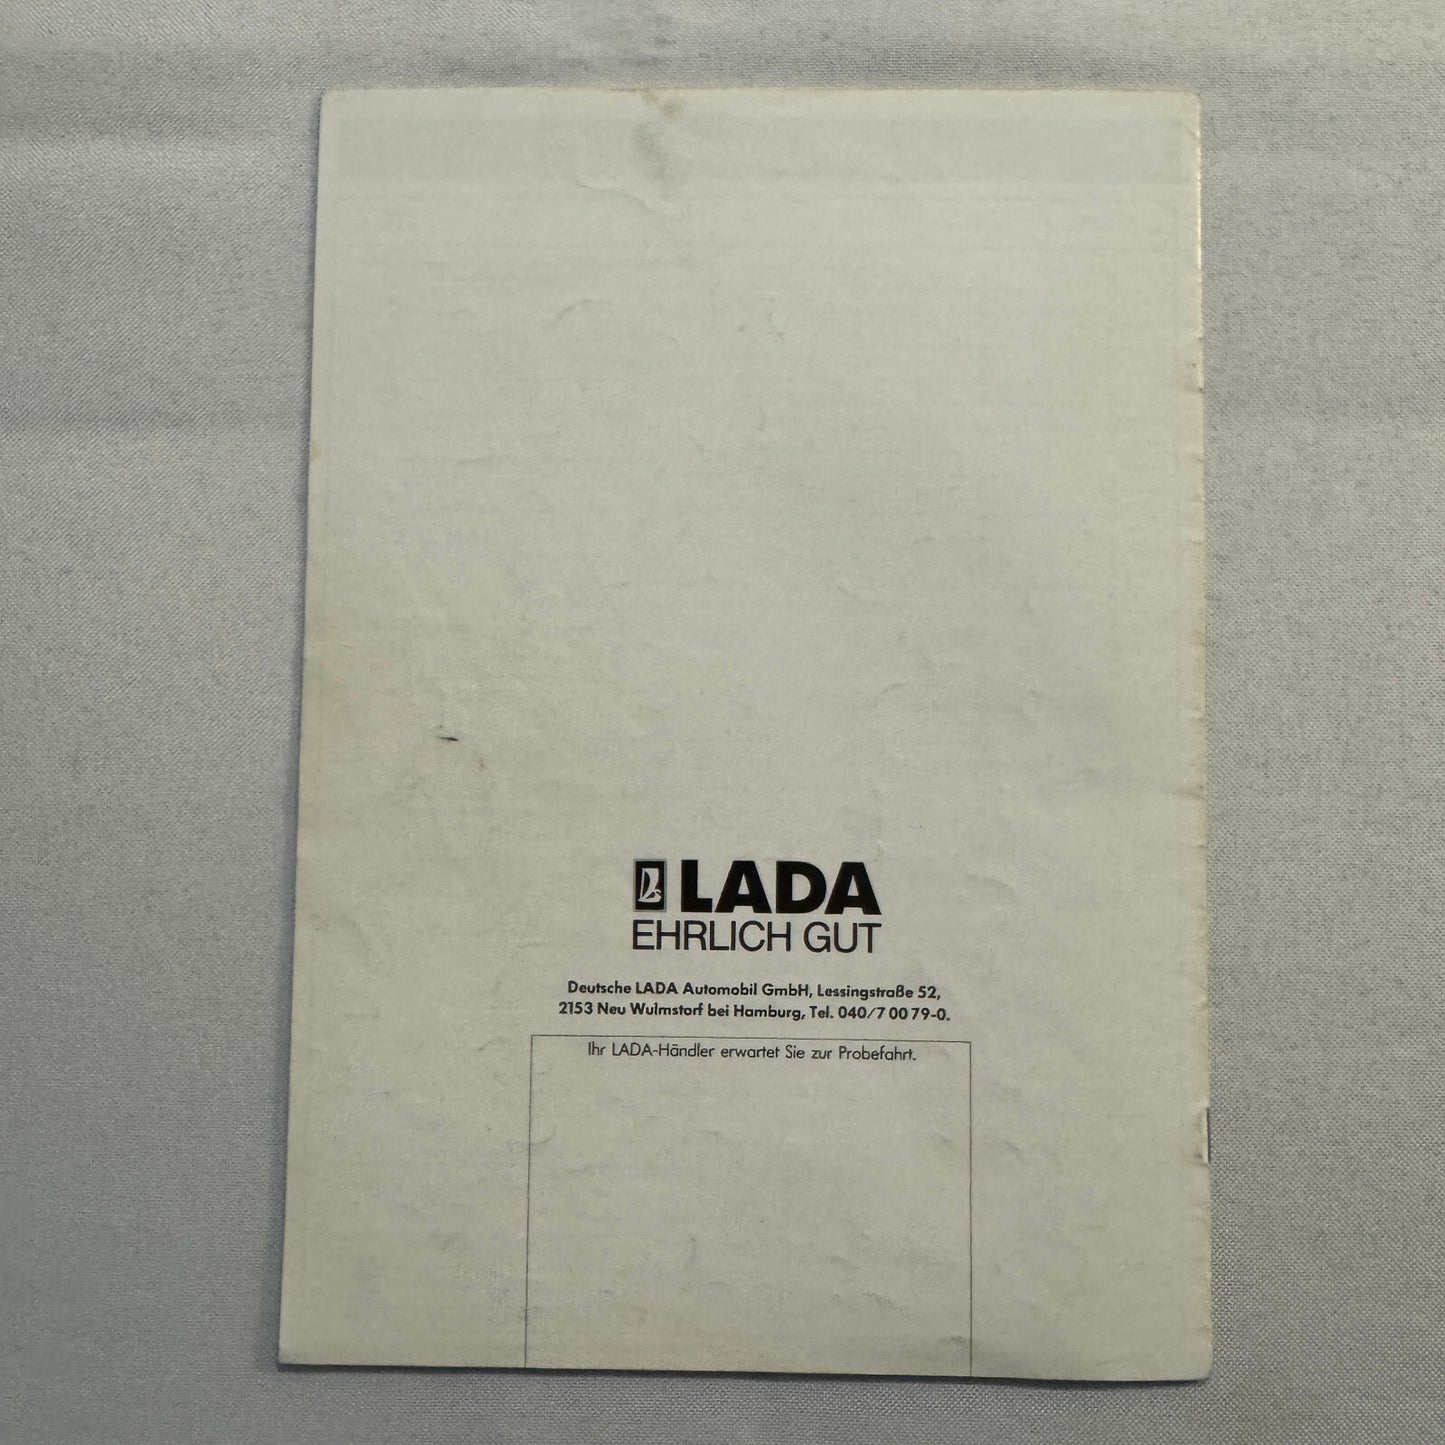 LADA
EHRLICH GUT
Deutsche LADA Automobil GmbH, Lessingstraße 52,
2153 Neu Wulmstorf bei Hamburg, Tel. 040/7 00 79-0.
Ihr LADA-Händler erwartet Sie zur Probefahrt.